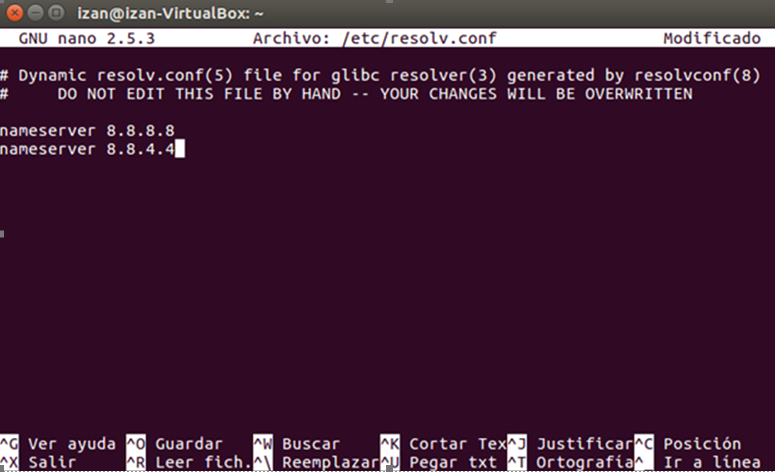 izan@izan-VirtualBox: ~
GNU nano 2.5.3 Archivo: /etc/resolv.conf Modificado
# Dynamic resolv.conf(5) file for glibc resolver(3) generated by resolvconf(8)
# DO NOT EDIT THIS FILE BY HAND -- YOUR CHANGES WILL BE OVERWRITTEN
nameserver 8.8.8.8
nameserver 8.8.4.4
^G Ver ayuda ^O Guardar ^W Buscar ^K Cortar Tex ^J Justificar ^C Posición
^X Salir ^R Leer fich. ^\ Reemplazar ^U Pegar txt ^T Ortografía ^_ Ir a línea